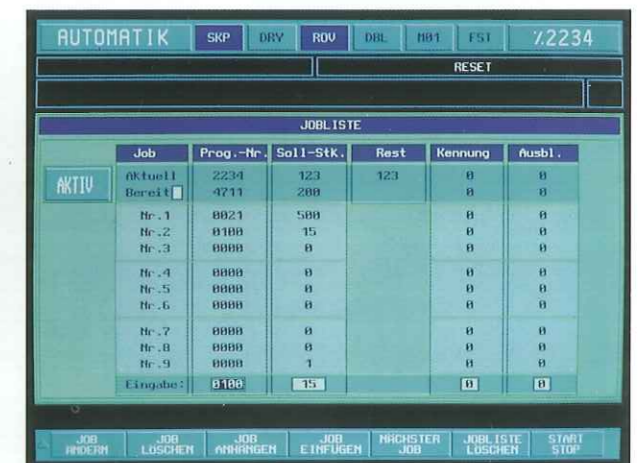 AUTOMATIK SKP DRY ROV DBL M01 FST %2234
RESET
JOBLISTE
Job Prog.-Nr. Soll-Stk. Rest Kennung Ausbl.
AKTIV
Aktuell 2234 123 123 0 0
Bereit 4711 200 0 0
Nr.1 0021 500 0 0
Nr.2 0100 15 0 0
Nr.3 0000 0 0 0
Nr.4 0000 0 0 0
Nr.5 0000 0 0 0
Nr.6 0000 0 0 0
Nr.7 0000 0 0 0
Nr.8 0000 0 0 0
Nr.9 0000 1 0 0
Eingabe: 0100 15 0 0
JOB ÄNDERN JOB LÖSCHEN JOB ANHÄNGEN JOB EINFÜGEN NÄCHSTER JOB JOBLISTE LÖSCHEN START STOP